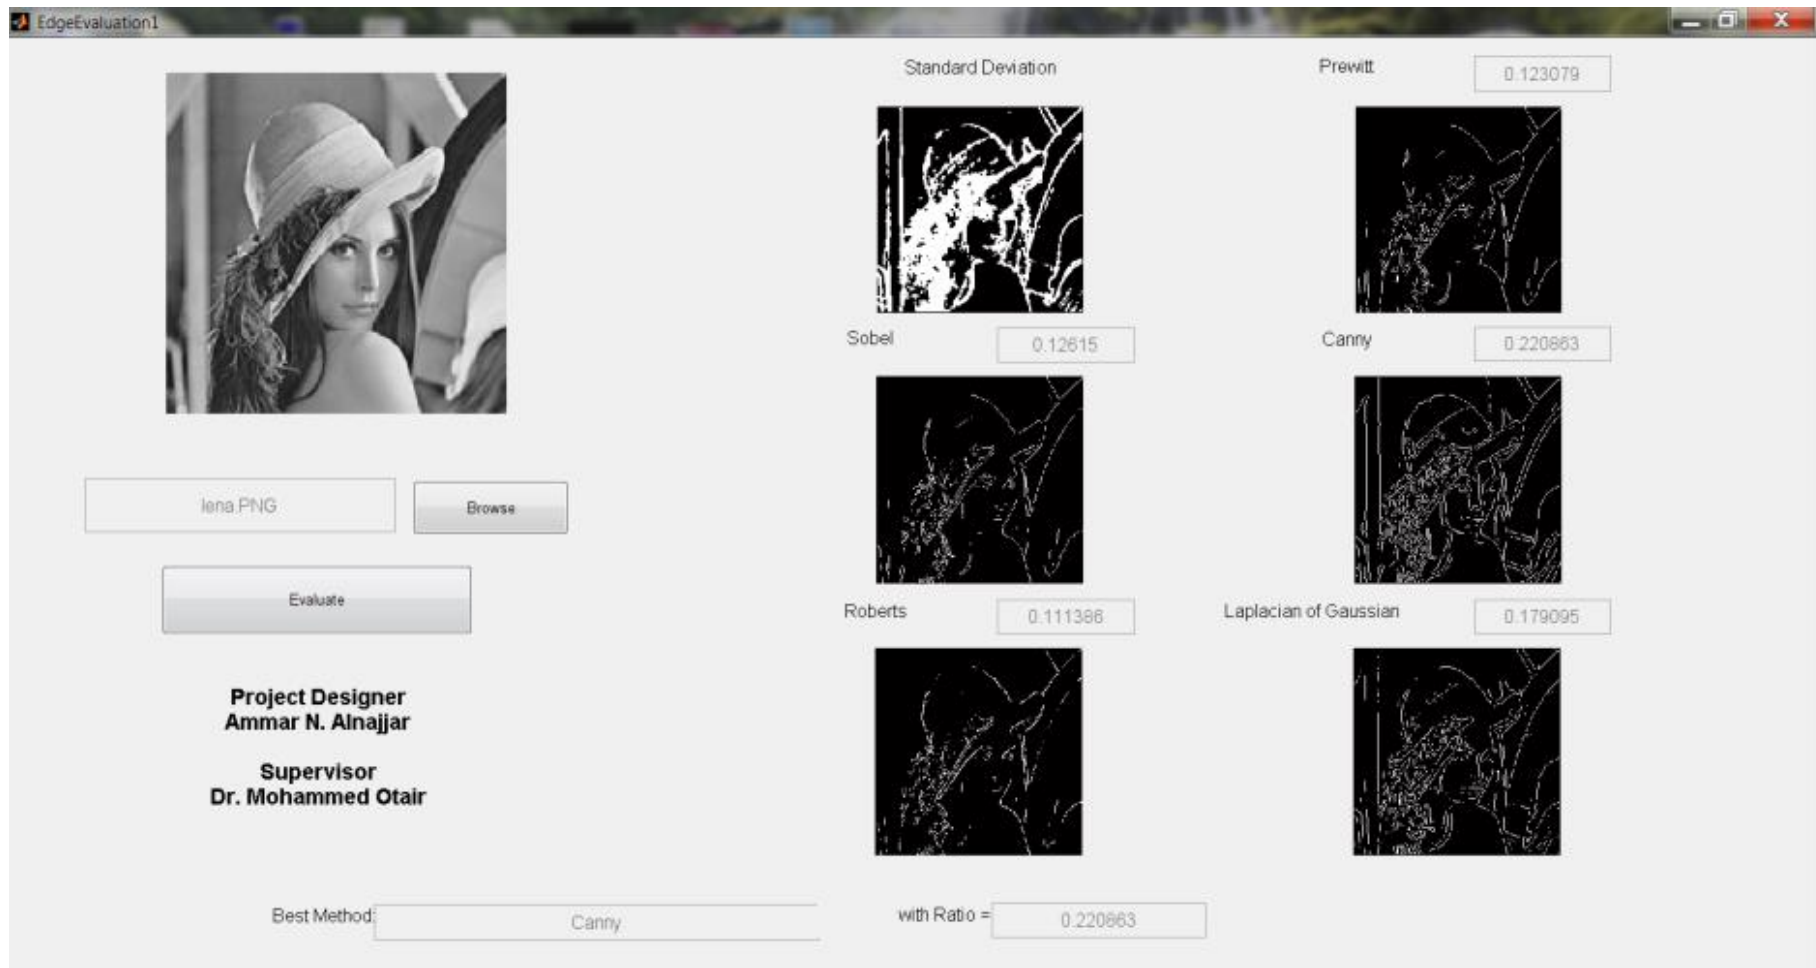 EdgeEvaluation1
Standard Deviation
Prewitt
0.123079
Sobel
0.12615
Canny
0.220863
lena.PNG
Browse
Evaluate
Roberts
0.111386
Laplacian of Gaussian
0.179095
Project Designer
Ammar N. Alnajjar
Supervisor
Dr. Mohammed Otair
Best Method:
Canny
with Ratio =
0.220863